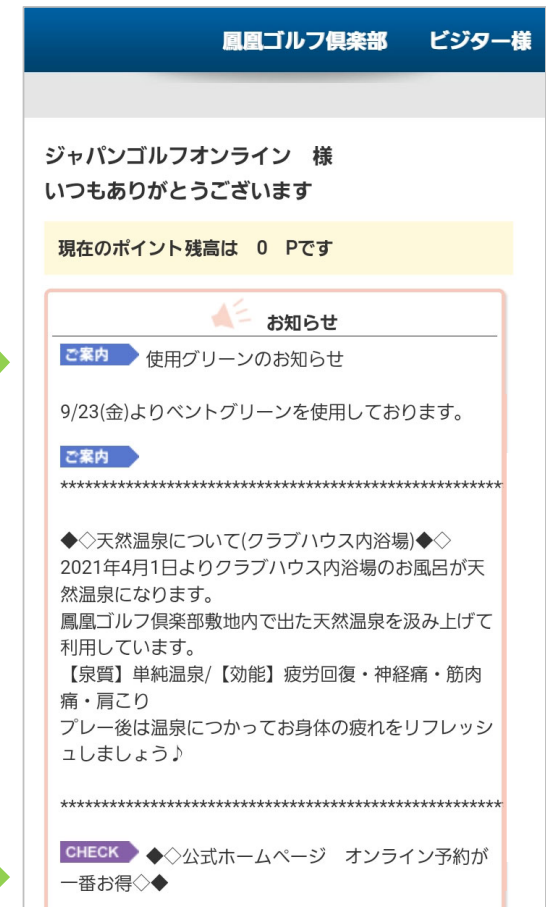 鳳凰ゴルフ倶楽部　ビジター様
ジャパンゴルフオンライン　様
いつもありがとうございます
現在のポイント残高は　0　Pです
お知らせ
ご案内 使用グリーンのお知らせ
9/23(金)よりベントグリーンを使用しております。
ご案内
******************************************************
◆◇天然温泉について(クラブハウス内浴場)◆◇
2021年4月1日よりクラブハウス内浴場のお風呂が天
然温泉になります。
鳳凰ゴルフ倶楽部敷地内で出た天然温泉を汲み上げて
利用しています。
【泉質】単純温泉/【効能】疲労回復・神経痛・筋肉
痛・肩こり
プレー後は温泉につかってお身体の疲れをリフレッシ
ュしましょう♪
******************************************************
CHECK ◆◇公式ホームページ　オンライン予約が
一番お得◇◆